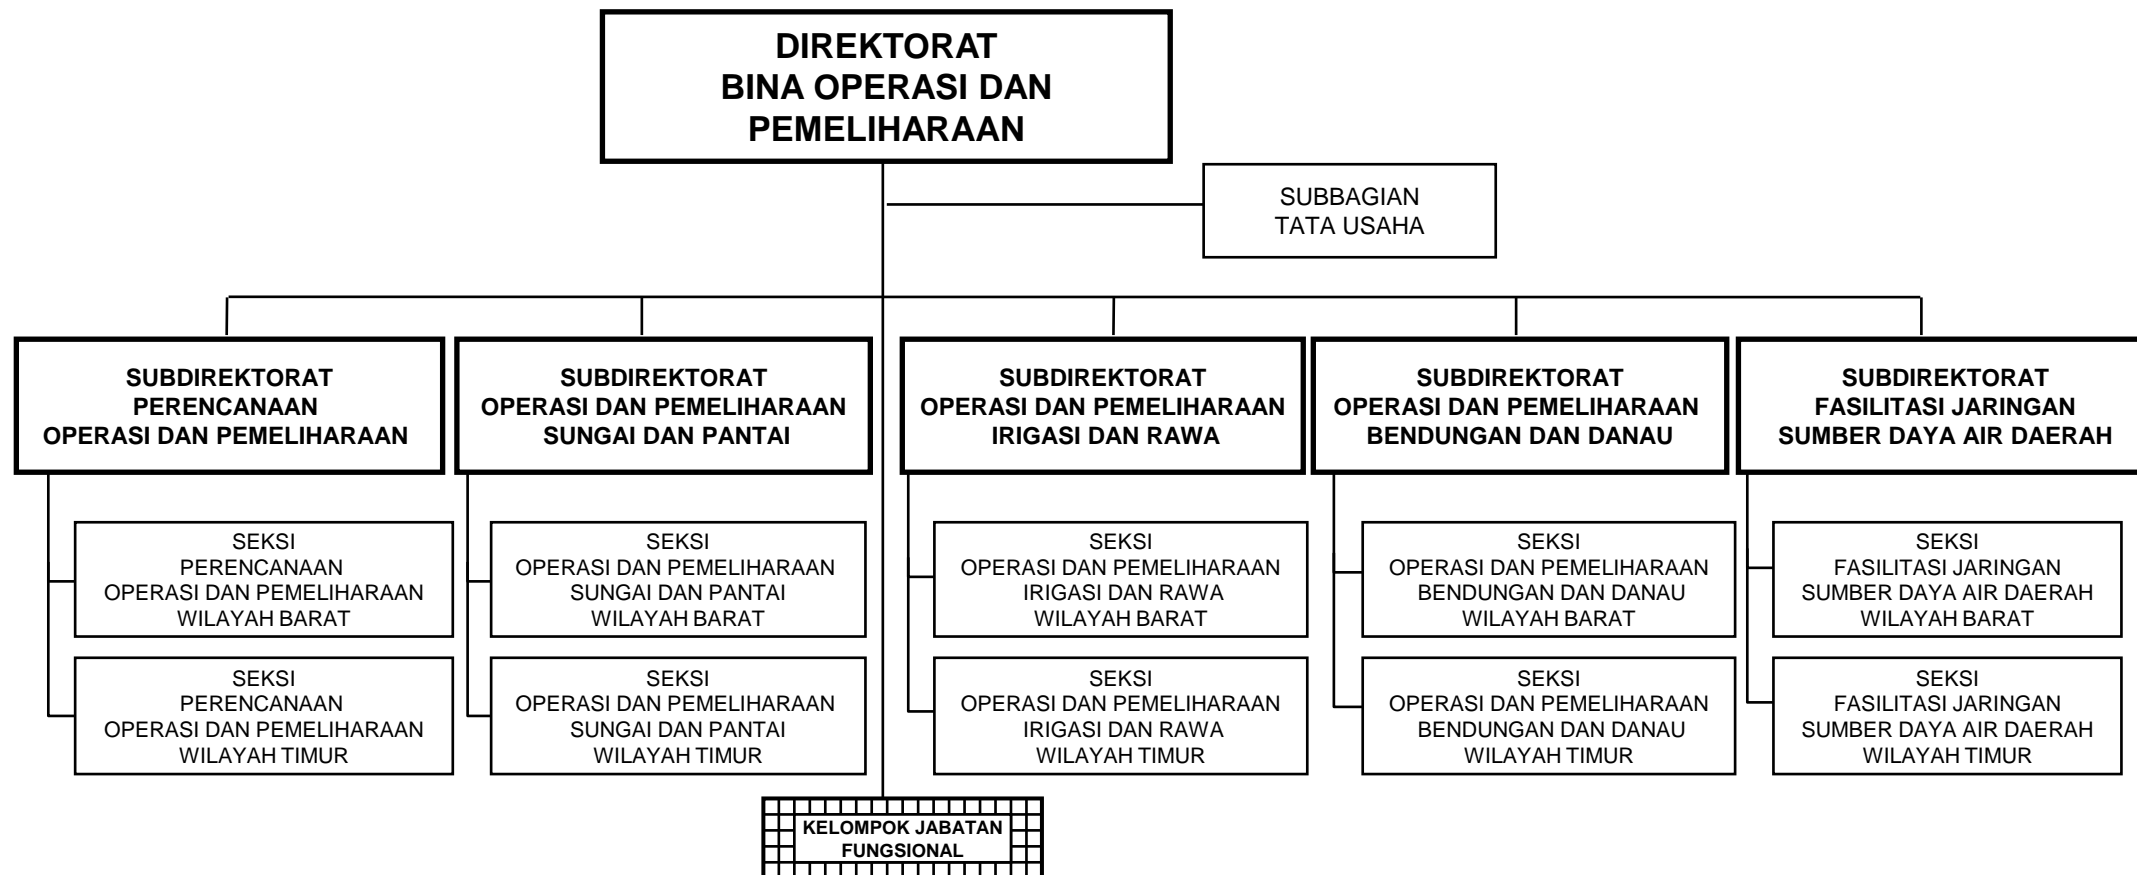 DIREKTORAT
BINA OPERASI DAN
PEMELIHARAAN
SUBBAGIAN
TATA USAHA
SUBDIREKTORAT
PERENCANAAN
OPERASI DAN PEMELIHARAAN
SUBDIREKTORAT
OPERASI DAN PEMELIHARAAN
SUNGAI DAN PANTAI
SUBDIREKTORAT
OPERASI DAN PEMELIHARAAN
IRIGASI DAN RAWA
SUBDIREKTORAT
OPERASI DAN PEMELIHARAAN
BENDUNGAN DAN DANAU
SUBDIREKTORAT
FASILITASI JARINGAN
SUMBER DAYA AIR DAERAH
SEKSI
PERENCANAAN
OPERASI DAN PEMELIHARAAN
WILAYAH BARAT
SEKSI
OPERASI DAN PEMELIHARAAN
SUNGAI DAN PANTAI
WILAYAH BARAT
SEKSI
OPERASI DAN PEMELIHARAAN
IRIGASI DAN RAWA
WILAYAH BARAT
SEKSI
OPERASI DAN PEMELIHARAAN
BENDUNGAN DAN DANAU
WILAYAH BARAT
SEKSI
FASILITASI JARINGAN
SUMBER DAYA AIR DAERAH
WILAYAH BARAT
SEKSI
PERENCANAAN
OPERASI DAN PEMELIHARAAN
WILAYAH TIMUR
SEKSI
OPERASI DAN PEMELIHARAAN
SUNGAI DAN PANTAI
WILAYAH TIMUR
SEKSI
OPERASI DAN PEMELIHARAAN
IRIGASI DAN RAWA
WILAYAH TIMUR
SEKSI
OPERASI DAN PEMELIHARAAN
BENDUNGAN DAN DANAU
WILAYAH TIMUR
SEKSI
FASILITASI JARINGAN
SUMBER DAYA AIR DAERAH
WILAYAH TIMUR
KELOMPOK JABATAN
FUNGSIONAL